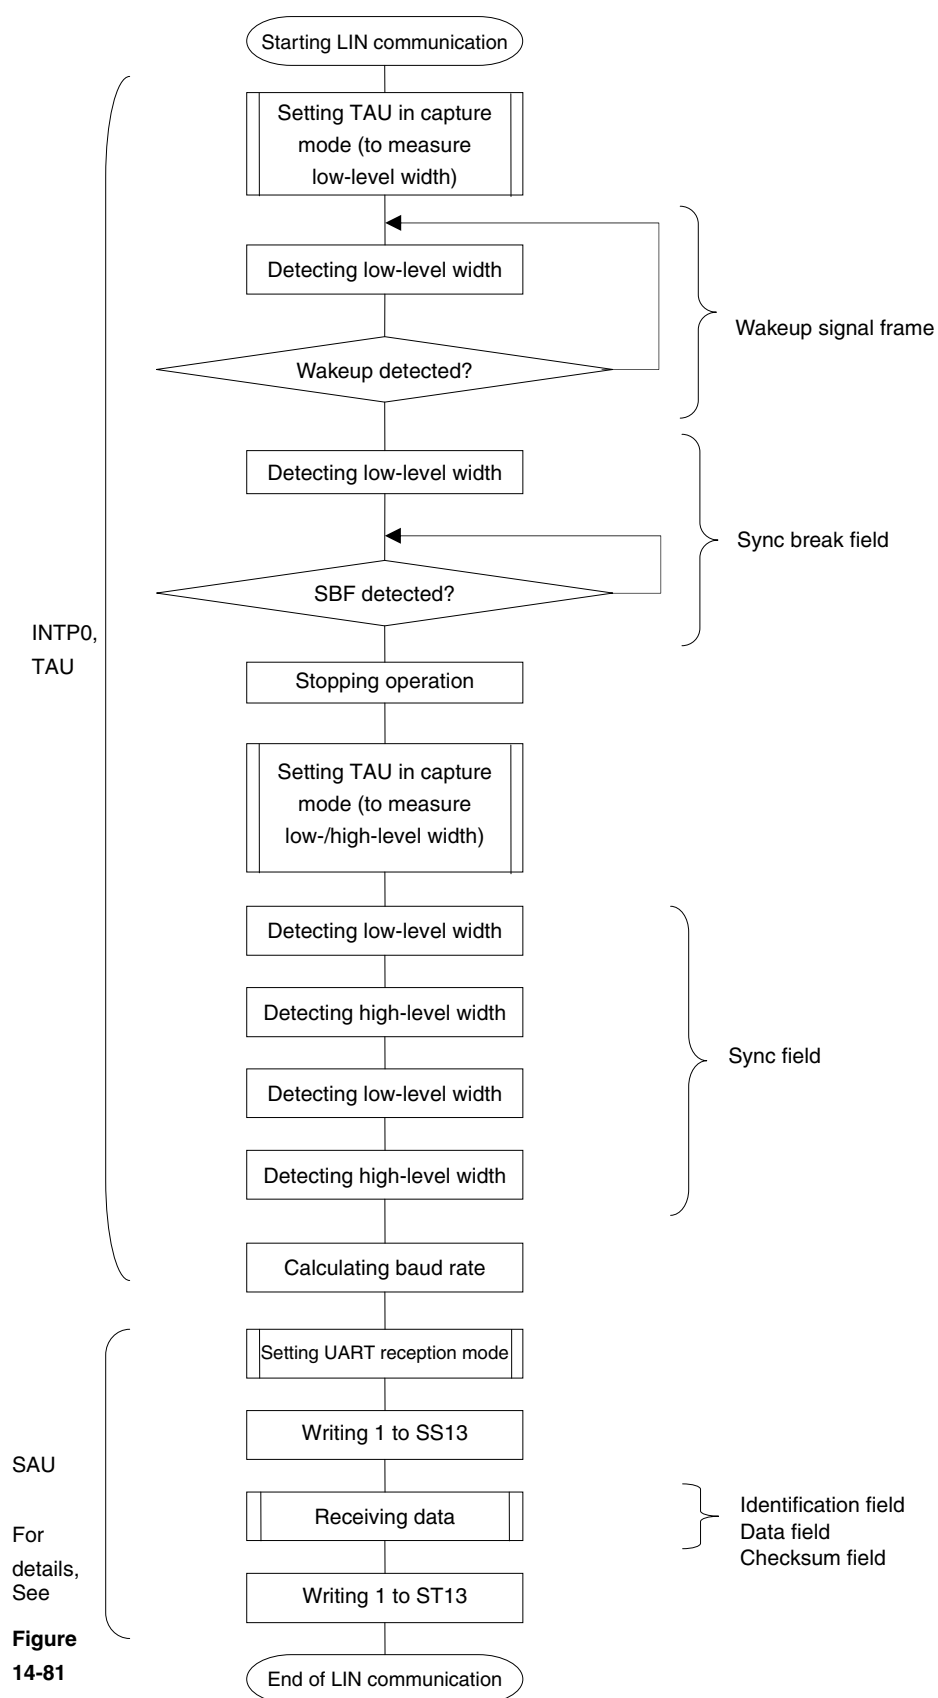 Starting LIN communication
Setting TAU in capture
mode (to measure
low-level width)
Detecting low-level width
Wakeup detected?
Wakeup signal frame
Detecting low-level width
SBF detected?
Sync break field
INTP0,
TAU
Stopping operation
Setting TAU in capture
mode (to measure
low-/high-level width)
Detecting low-level width
Detecting high-level width
Detecting low-level width
Detecting high-level width
Sync field
Calculating baud rate
Setting UART reception mode
Writing 1 to SS13
Receiving data
Identification field
Data field
Checksum field
Writing 1 to ST13
SAU
For
details,
See
Figure
14-81
End of LIN communication